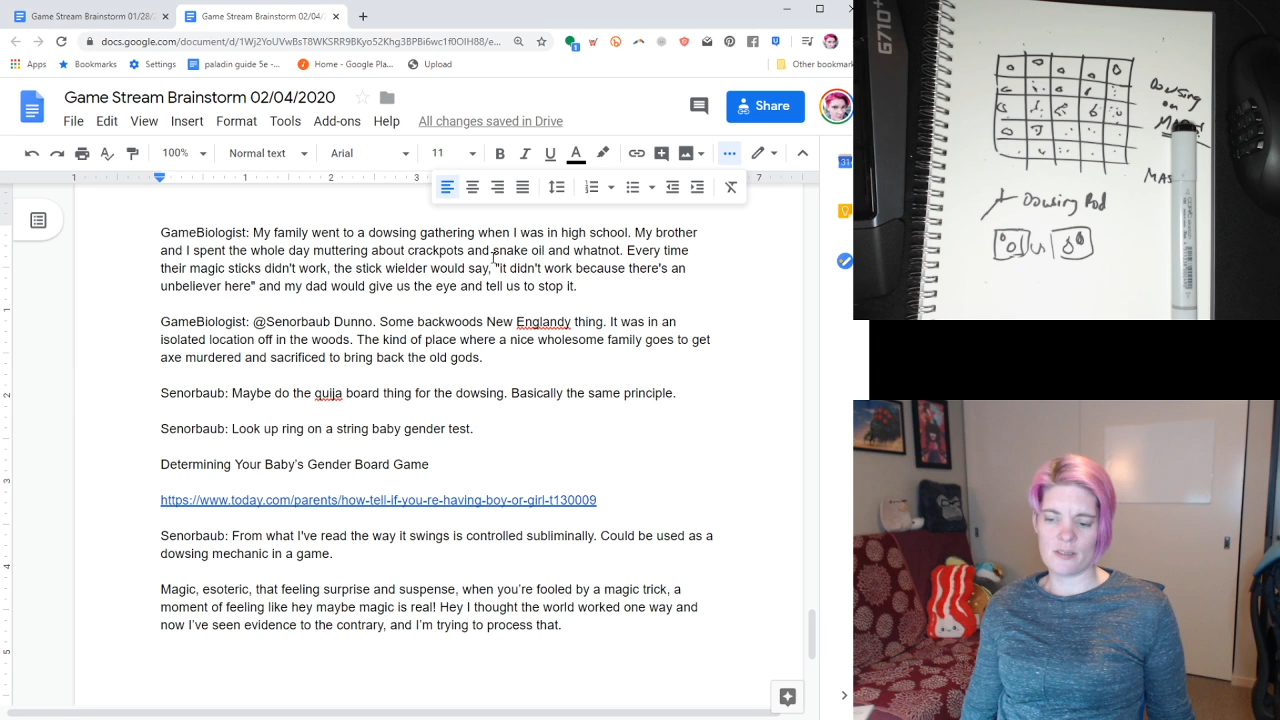 Game Stream Brainstorm 01/28/
Game Stream Brainstorm 02/04/
docs.google.com/document/d/1Wj2YoUVwBsT8WKSRR9BKyo52Khg3BPBi6wc1f0OIH88/e...
Apps
Bookmarks
Settings
paladin guide 5e -...
Home - Google Pla...
Upload
Other bookmar
Game Stream Brainstorm 02/04/2020
Share
File Edit View Insert Format Tools Add-ons Help All changes saved in Drive
100% Normal text Arial 11
1 2 3 7
GameBiologist: My family went to a dowsing gathering when I was in high school. My brother
and I spent the whole day muttering about crackpots and snake oil and whatnot. Every time
their magic sticks didn't work, the stick wielder would say, "it didn't work because there's an
unbeliever here" and my dad would give us the eye and tell us to stop it.
GameBiologist: @Senorbaub Dunno. Some backwoods New Englandy thing. It was in an
isolated location off in the woods. The kind of place where a nice wholesome family goes to get
axe murdered and sacrificed to bring back the old gods.
Senorbaub: Maybe do the quija board thing for the dowsing. Basically the same principle.
Senorbaub: Look up ring on a string baby gender test.
Determining Your Baby's Gender Board Game
https://www.today.com/parents/how-tell-if-you-re-having-boy-or-girl-t130009
Senorbaub: From what I've read the way it swings is controlled subliminally. Could be used as a
dowsing mechanic in a game.
Magic, esoteric, that feeling surprise and suspense, when you're fooled by a magic trick, a
moment of feeling like hey maybe magic is real! Hey I thought the world worked one way and
now I've seen evidence to the contrary, and I'm trying to process that.
G710+
Dowsing
on
MAS
Dowsing Rod